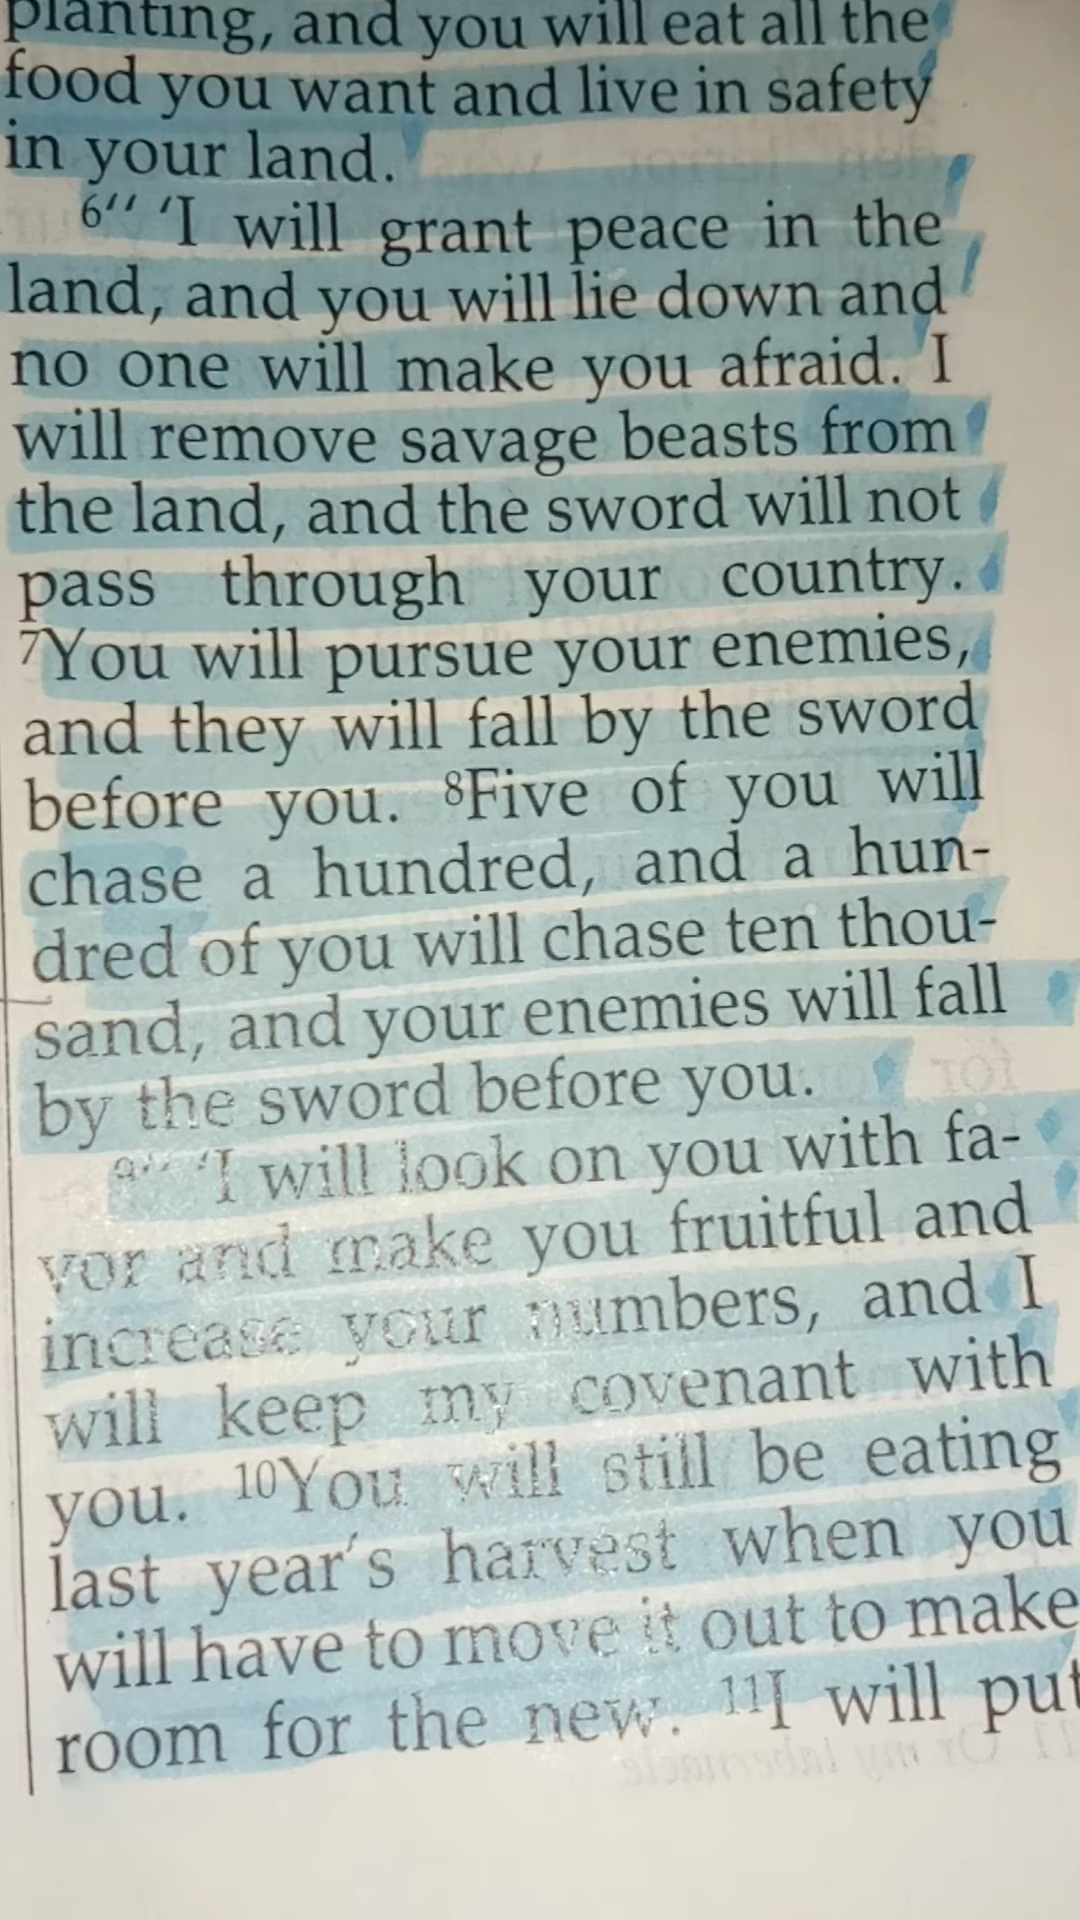 planting, and you will eat all the
food you want and live in safety
in your land.
6“ ‘I will grant peace in the
land, and you will lie down and
no one will make you afraid. I
will remove savage beasts from
the land, and the sword will not
pass through your country.
7You will pursue your enemies,
and they will fall by the sword
before you. 8Five of you will
chase a hundred, and a hun-
dred of you will chase ten thou-
sand, and your enemies will fall
by the sword before you.
9“ ‘I will look on you with fa-
vor and make you fruitful and
increase your numbers, and I
will keep my covenant with
you. 10You will still be eating
last year's harvest when you
will have to move it out to make
room for the new. 11I will put